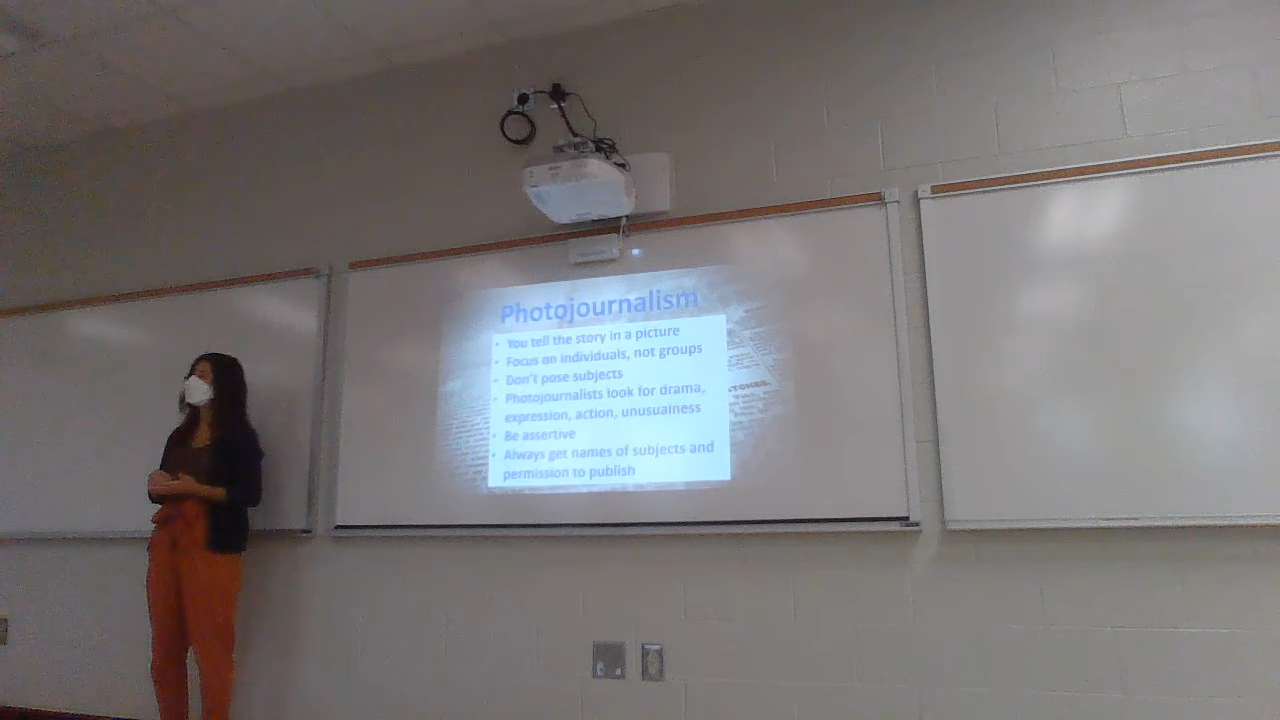 Photojournalism
• You tell the story in a picture
• Focus on individuals, not groups
• Don't pose subjects
• Photojournalists look for drama,
expression, action, unusualness
• Be assertive
• Always get names of subjects and
permission to publish